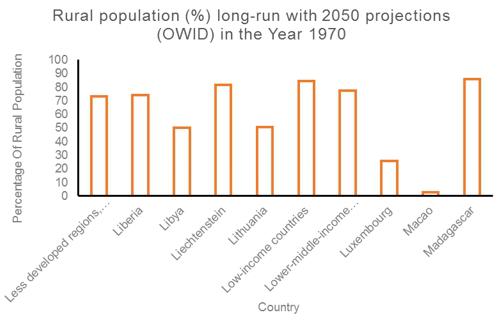 Rural population (%) long-run with 2050 projections
(OWID) in the Year 1970
Percentage Of Rural Population
100
90
80
70
60
50
40
30
20
10
0
Less developed regions,...
Liberia
Libya
Liechtenstein
Lithuania
Low-income countries
Lower-middle-income...
Luxembourg
Macao
Madagascar
Country